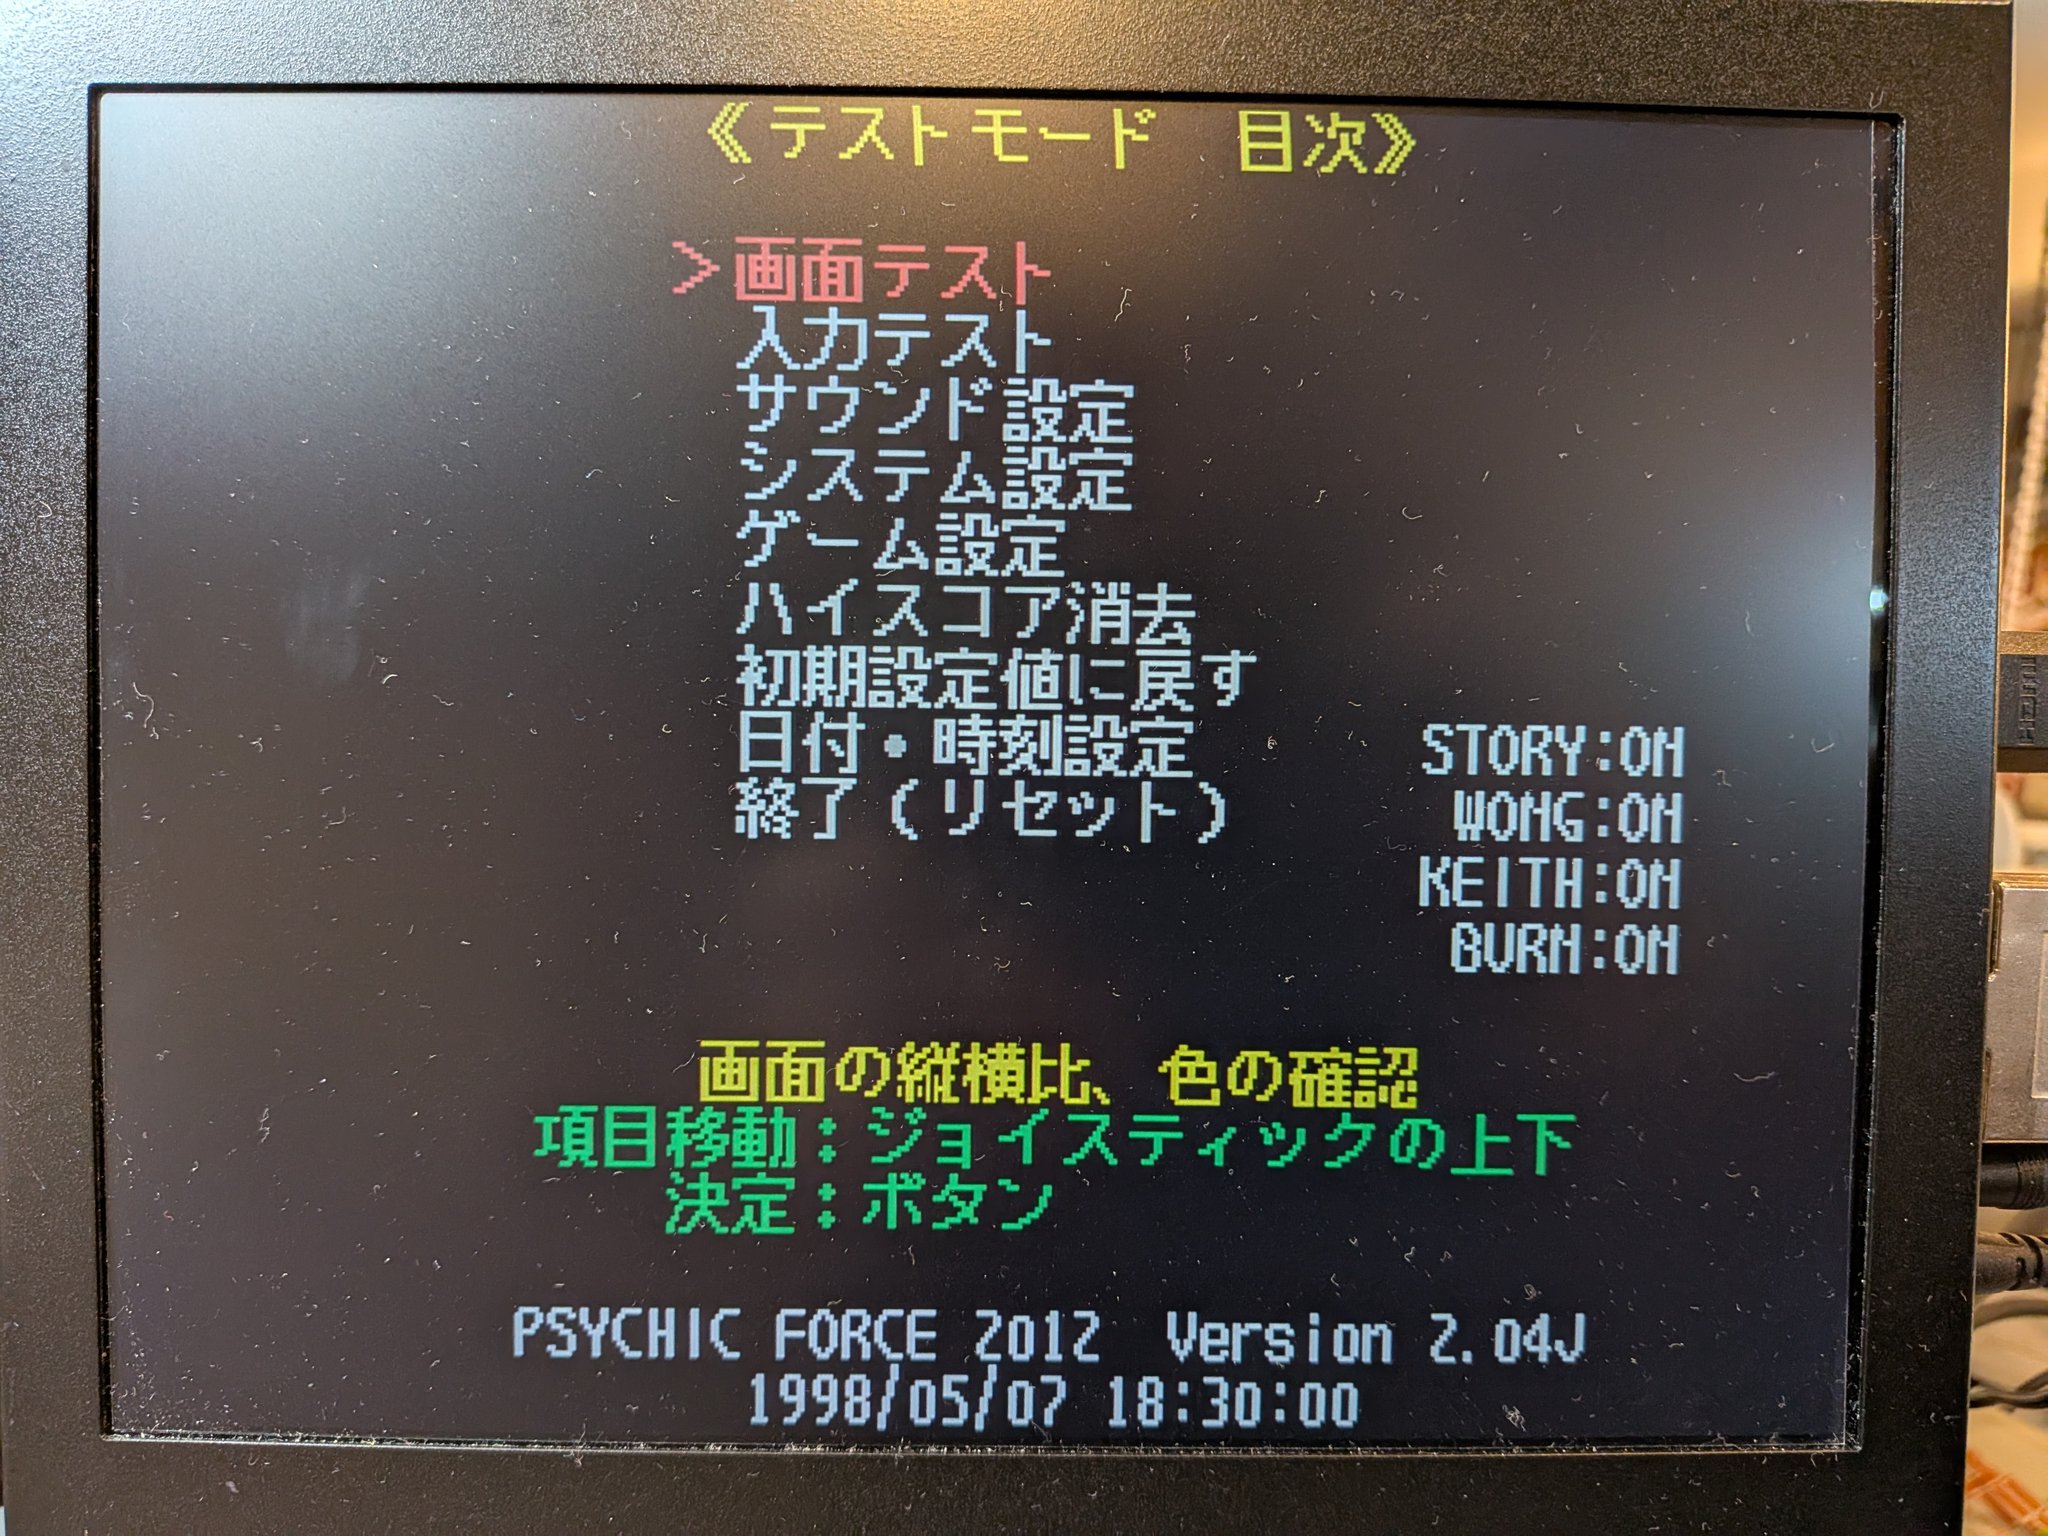 《テストモード　目次》
>画面テスト
入力テスト
サウンド設定
システム設定
ゲーム設定
ハイスコア消去
初期設定値に戻す
日付・時刻設定
終了（リセット）
STORY:ON
WONG:ON
KEITH:ON
BURN:ON
画面の縦横比、色の確認
項目移動：ジョイスティックの上下
決定：ボタン
PSYCHIC FORCE 2012 Version 2.04J
1998/05/07 18:30:00